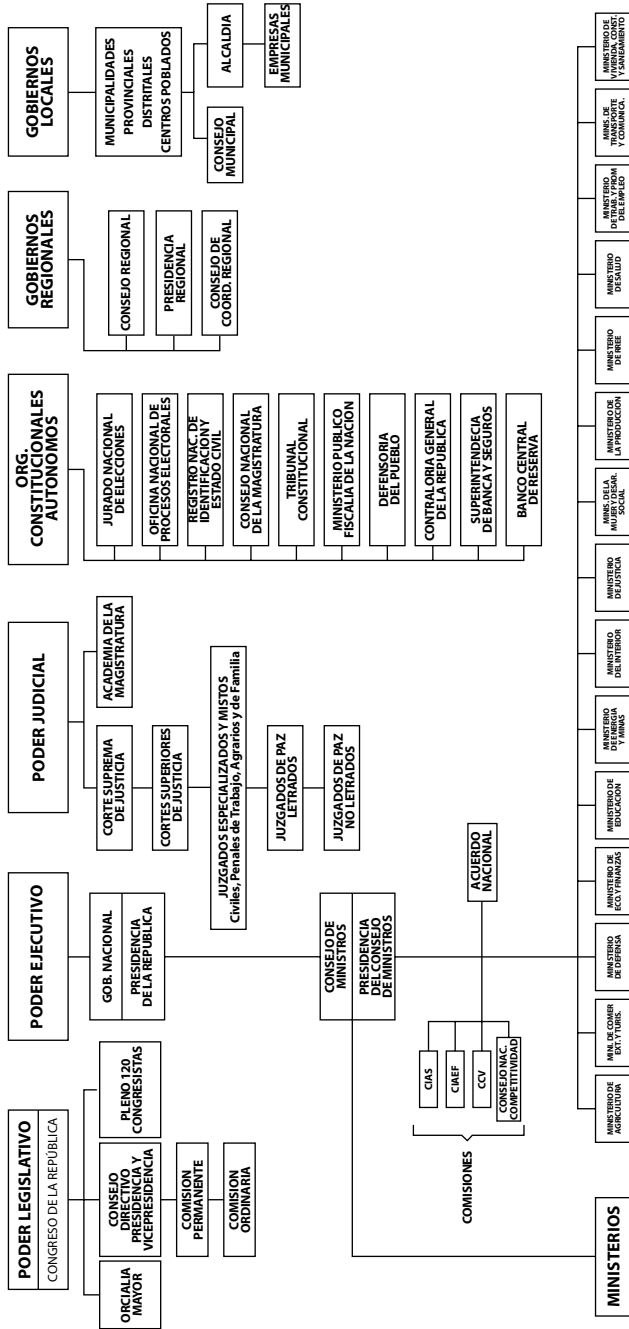 PODER LEGISLATIVO
CONGRESO DE LA REPÚBLICA
ORCIALIA
MAYOR
CONSEJO
DIRECTIVO
PRESIDENCIA Y
VICEPRESIDENCIA
PLENO 120
CONGRESISTAS
COMISION
PERMANENTE
COMISION
ORDINARIA
PODER EJECUTIVO
GOB. NACIONAL
PRESIDENCIA
DE LA REPUBLICA
CONSEJO DE
MINISTROS
PRESIDENCIA
DEL CONSEJO
DE MINISTROS
COMISIONES
CIAS
CIAEF
CCV
CONSEJO NAC.
COMPETITIVIDAD
ACUERDO
NACIONAL
PODER JUDICIAL
CORTE SUPREMA
DE JUSTICIA
ACADEMIA DE LA
MAGISTRATURA
CORTES SUPERIORES
DE JUSTICIA
JUZGADOS ESPECIALIZADOS Y MISTOS
Civiles, Penales de Trabajo, Agrarios y de Familia
JUZGADOS DE PAZ
LETRADOS
JUZGADOS DE PAZ
NO LETRADOS
ORG.
CONSTITUCIONALES
AUTONOMOS
JURADO NACIONAL
DE ELECCIONES
OFICINA NACIONAL DE
PROCESOS ELECTORALES
REGISTRO NAC. DE
IDENTIFICACION Y
ESTADO CIVIL
CONSEJO NACIONAL
DE LA MAGISTRATURA
TRIBUNAL
CONSTITUCIONAL
MINISTERIO PUBLICO
FISCALIA DE LA NACION
DEFENSORIA
DEL PUEBLO
CONTRALORIA GENERAL
DE LA REPUBLICA
SUPERINTENDECIA
DE BANCA Y SEGUROS
BANCO CENTRAL
DE RESERVA
GOBIERNOS
REGIONALES
CONSEJO REGIONAL
PRESIDENCIA
REGIONAL
CONSEJO DE
COORD. REGIONAL
GOBIERNOS
LOCALES
MUNICIPALIDADES
PROVINCIALES
DISTRITALES
CENTROS POBLADOS
CONSEJO
MUNICIPAL
ALCALDIA
EMPRESAS
MUNICIPALES
MINISTERIOS
MINISTERIO DE
AGRICULTURA
MINI. DE COMER
EXT. Y TURIS.
MINISTERIO
DE DEFENSA
MINISTERIO DE
ECO. Y FINANZAS
MINISTERIO DE
EDUCACION
MINISTERIO
DE ENERGIA
Y MINAS
MINISTERIO
DEL INTERIOR
MINISTERIO
DE JUSTICIA
MINIS. DE LA
MUJER Y DESAR.
SOCIAL
MINISTERIO DE
LA PRODUCCION
MINISTERIO
DE RREE
MINISTERIO
DE SALUD
MINISTERIO
DE TRAB. Y PROM
DEL EMPLEO
MINIS. DE
TRANSPORTE
Y COMUNICA.
MINISTERIO DE
VIVIENDA, CONST.
Y SANEAMIENTO